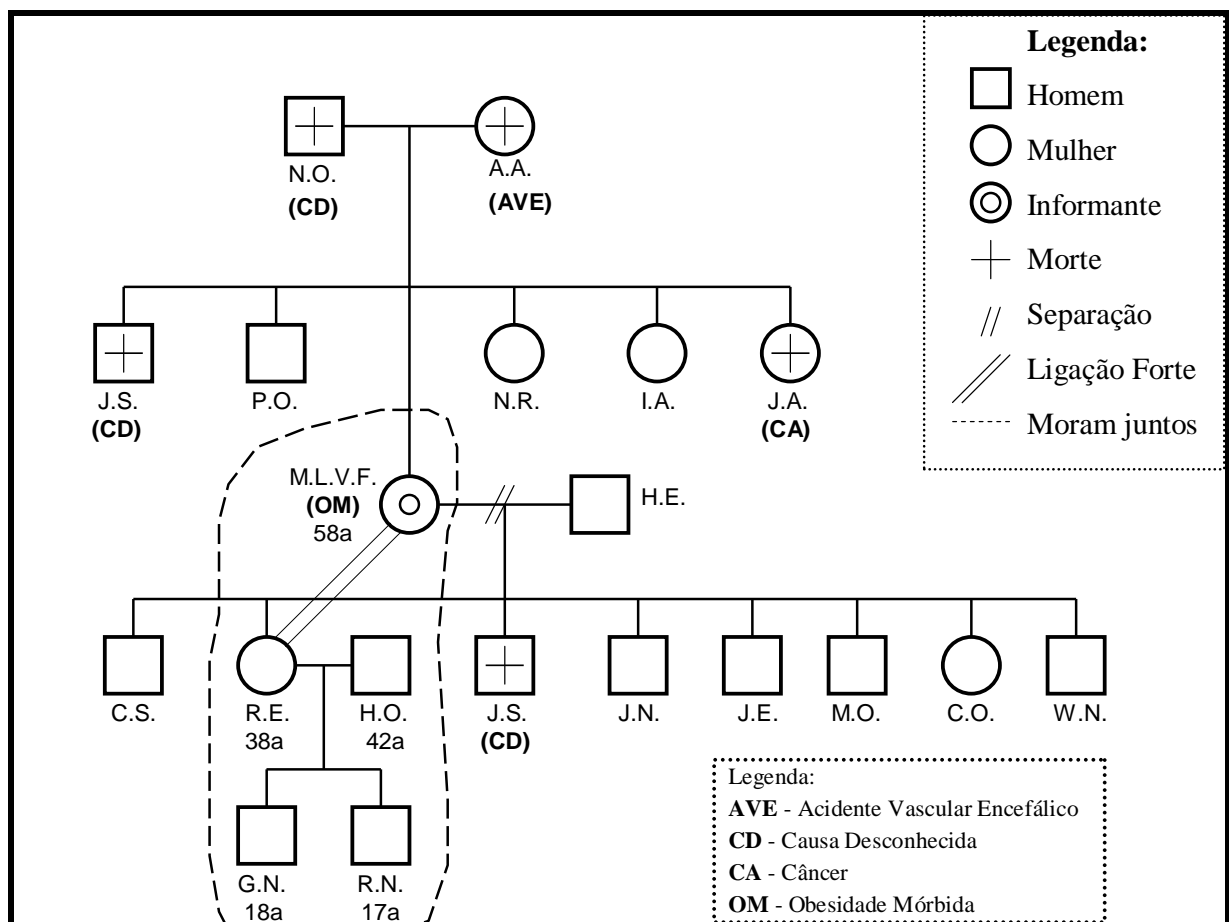 Legenda:
Homem
Mulher
Informante
Morte
Separação
Ligação Forte
Moram juntos
N.O.
(CD)
A.A.
(AVE)
J.S.
(CD)
P.O.
N.R.
I.A.
J.A.
(CA)
M.L.V.F.
(OM)
58a
H.E.
C.S.
R.E.
38a
H.O.
42a
J.S.
(CD)
J.N.
J.E.
M.O.
C.O.
W.N.
G.N.
18a
R.N.
17a
Legenda:
AVE - Acidente Vascular Encefálico
CD - Causa Desconhecida
CA - Câncer
OM - Obesidade Mórbida